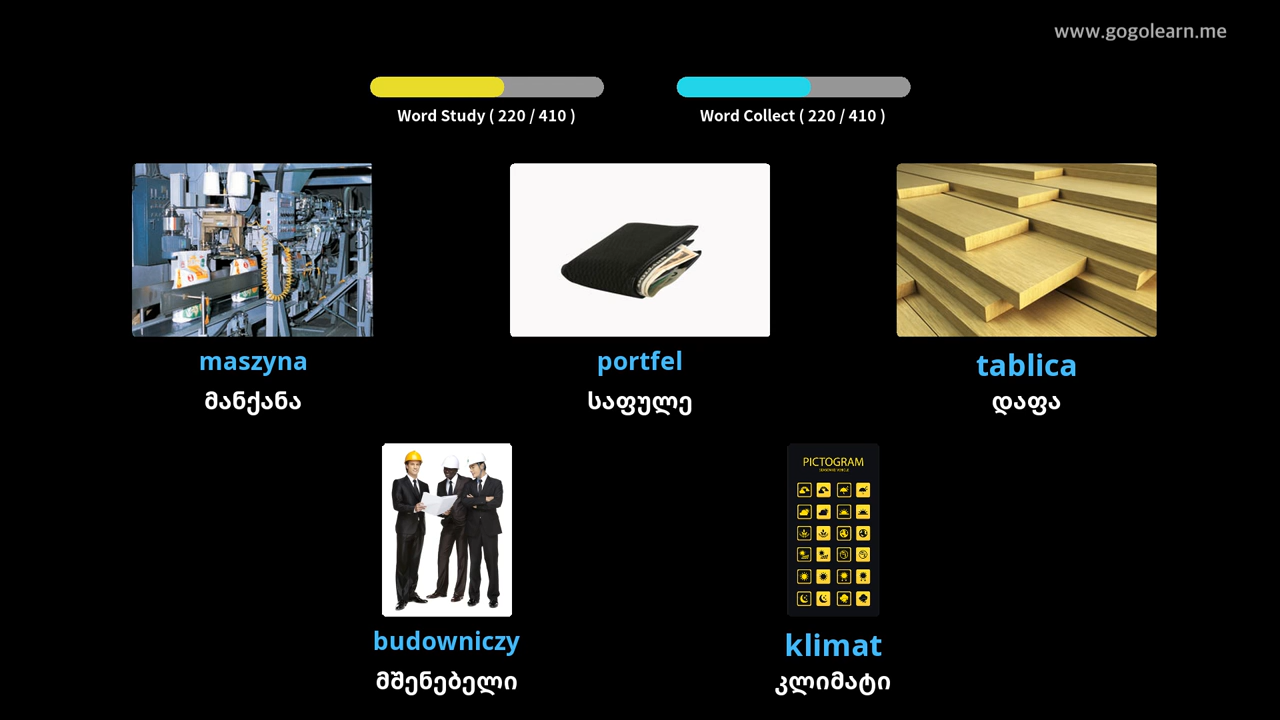 www.gogolearn.me
Word Study ( 220 / 410 )
Word Collect ( 220 / 410 )
maszyna
მანქანა
portfel
საფულე
tablica
დაფა
PICTOGRAM
budowniczy
მშენებელი
klimat
კლიმატი